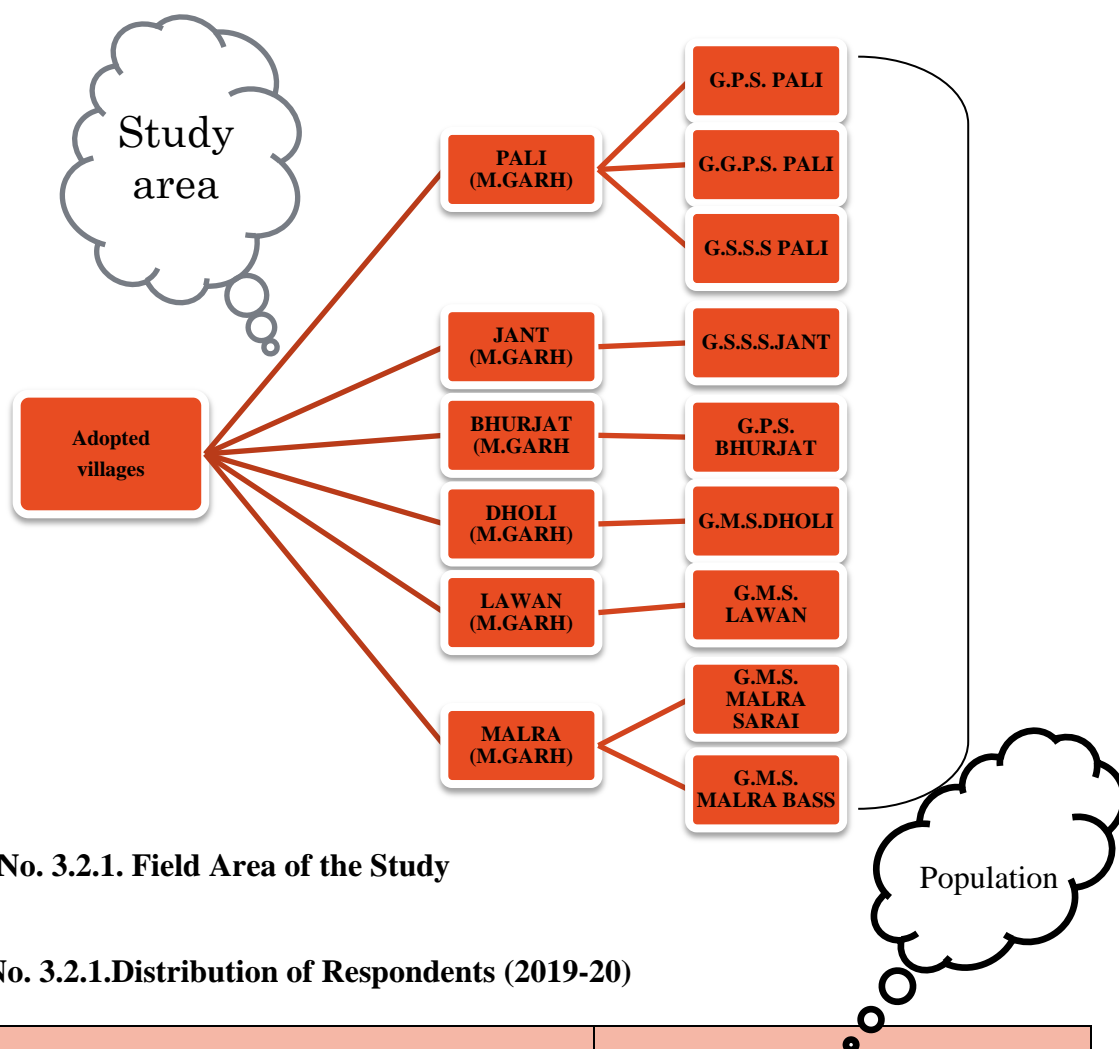 Study
area
Adopted
villages
PALI
(M.GARH)
JANT
(M.GARH)
BHURJAT
(M.GARH
DHOLI
(M.GARH)
LAWAN
(M.GARH)
MALRA
(M.GARH)
G.P.S. PALI
G.G.P.S. PALI
G.S.S.S PALI
G.S.S.S.JANT
G.P.S.
BHURJAT
G.M.S.DHOLI
G.M.S.
LAWAN
G.M.S.
MALRA
SARAI
G.M.S.
MALRA BASS
Population
No. 3.2.1. Field Area of the Study
No. 3.2.1.Distribution of Respondents (2019-20)